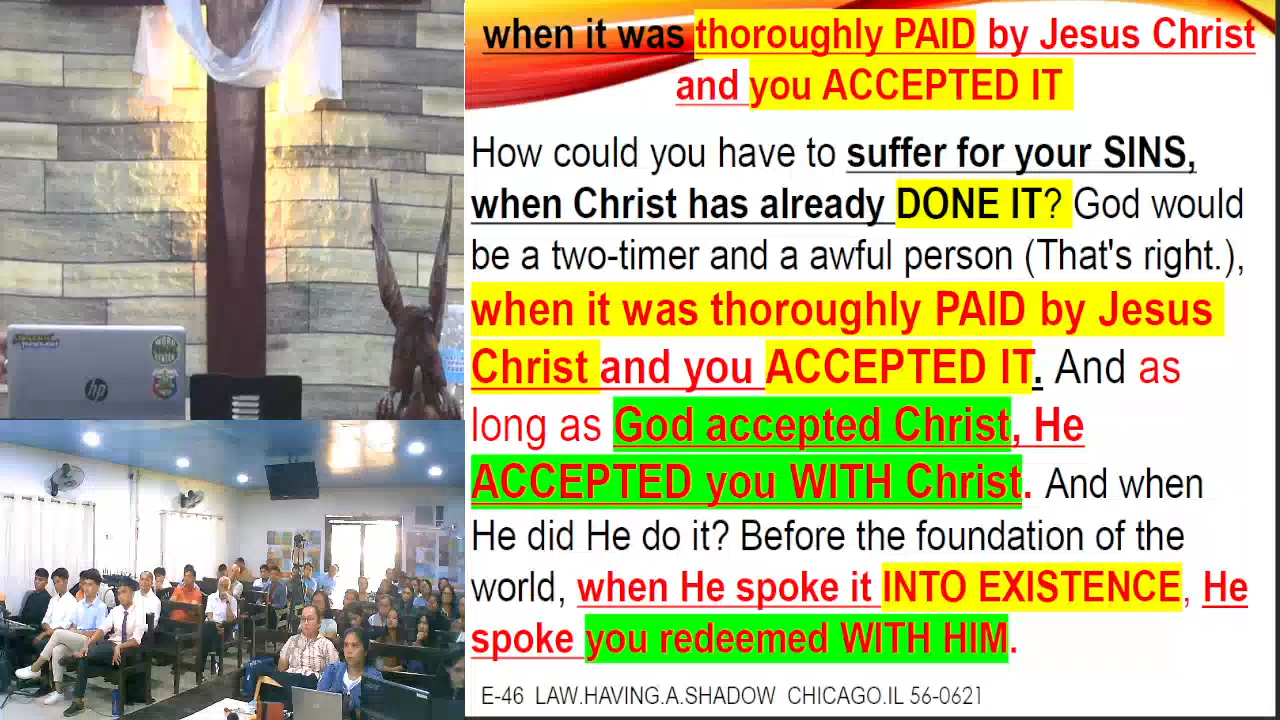 when it was thoroughly PAID by Jesus Christ
and you ACCEPTED IT
How could you have to suffer for your SINS,
when Christ has already DONE IT? God would
be a two-timer and a awful person (That's right.),
when it was thoroughly PAID by Jesus
Christ and you ACCEPTED IT. And as
long as God accepted Christ, He
ACCEPTED you WITH Christ. And when
He did He do it? Before the foundation of the
world, when He spoke it INTO EXISTENCE, He
spoke you redeemed WITH HIM.
E-46 LAW.HAVING.A.SHADOW CHICAGO.IL 56-0621
hp